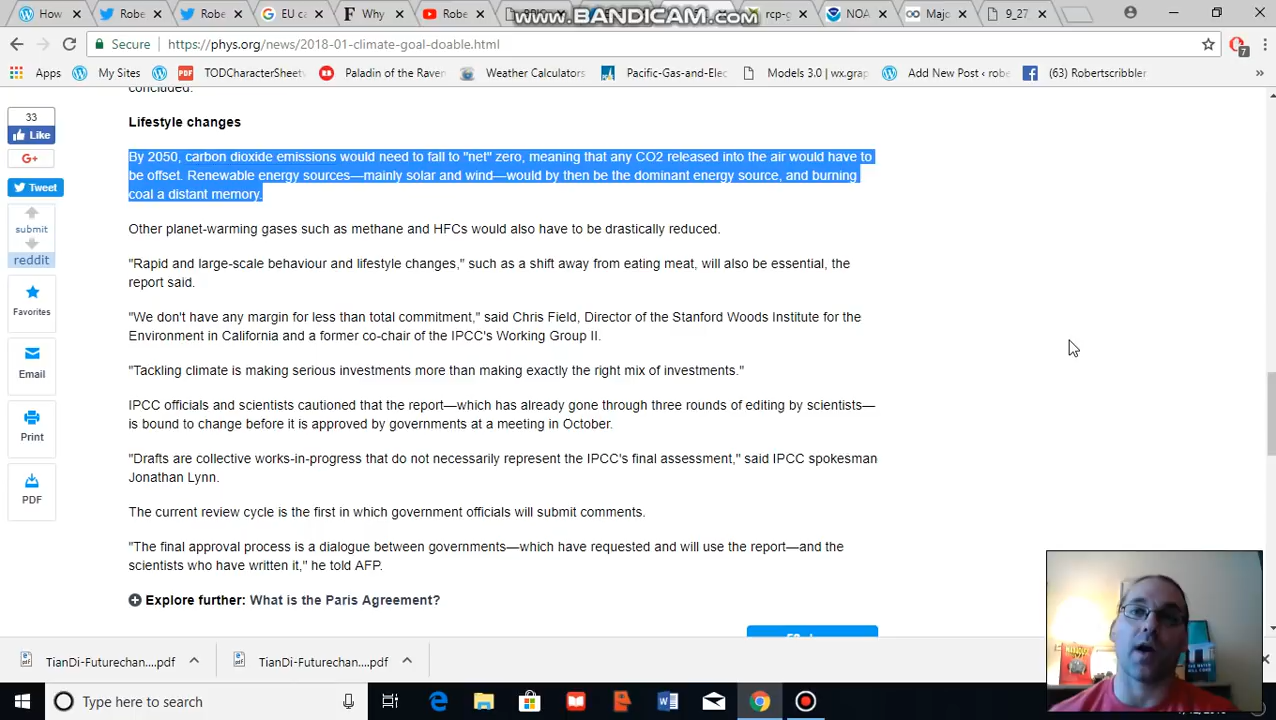 How
Robe
Robe
EU ca
Why
Robe
www.BANDICAM.com
rcp-g
NOA
Majo
9_27
Secure
https://phys.org/news/2018-01-climate-goal-doable.html
7
Apps
My Sites
TODCharacterSheet
Paladin of the Raven
Weather Calculators
Pacific-Gas-and-Elec
Models 3.0 | wx.grap
Add New Post ‹ robe
(63) Robertscribbler
»
concluded.
33
Like
G+
Tweet
submit
reddit
Favorites
Email
Print
PDF
Lifestyle changes
By 2050, carbon dioxide emissions would need to fall to "net" zero, meaning that any CO2 released into the air would have to
be offset. Renewable energy sources—mainly solar and wind—would by then be the dominant energy source, and burning
coal a distant memory.
Other planet-warming gases such as methane and HFCs would also have to be drastically reduced.
"Rapid and large-scale behaviour and lifestyle changes," such as a shift away from eating meat, will also be essential, the
report said.
"We don't have any margin for less than total commitment," said Chris Field, Director of the Stanford Woods Institute for the
Environment in California and a former co-chair of the IPCC's Working Group II.
"Tackling climate is making serious investments more than making exactly the right mix of investments."
IPCC officials and scientists cautioned that the report—which has already gone through three rounds of editing by scientists—
is bound to change before it is approved by governments at a meeting in October.
"Drafts are collective works-in-progress that do not necessarily represent the IPCC's final assessment," said IPCC spokesman
Jonathan Lynn.
The current review cycle is the first in which government officials will submit comments.
"The final approval process is a dialogue between governments—which have requested and will use the report—and the
scientists who have written it," he told AFP.
Explore further: What is the Paris Agreement?
TianDi-Futurechan....pdf
TianDi-Futurechan....pdf
Type here to search